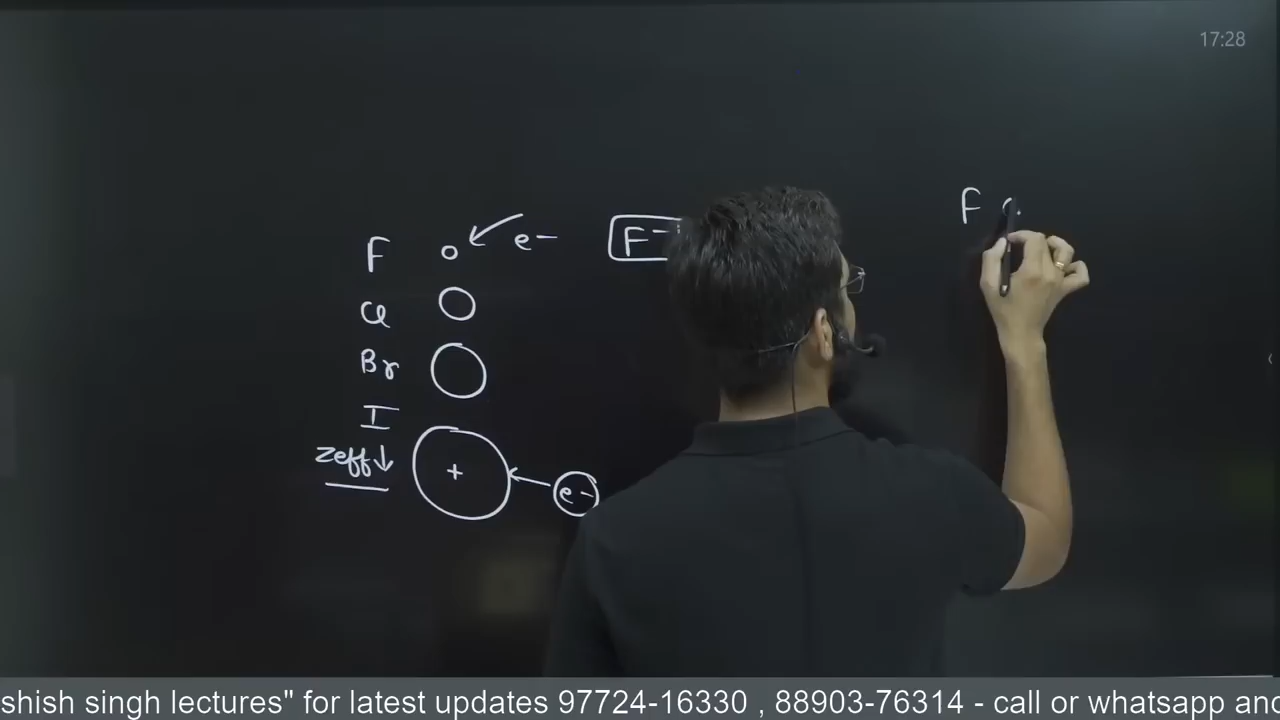 17:28
F
F e- F-
Cl
Br
I
Zeff↓ + e-
shish singh lectures" for latest updates 97724-16330 , 88903-76314 - call or whatsapp and